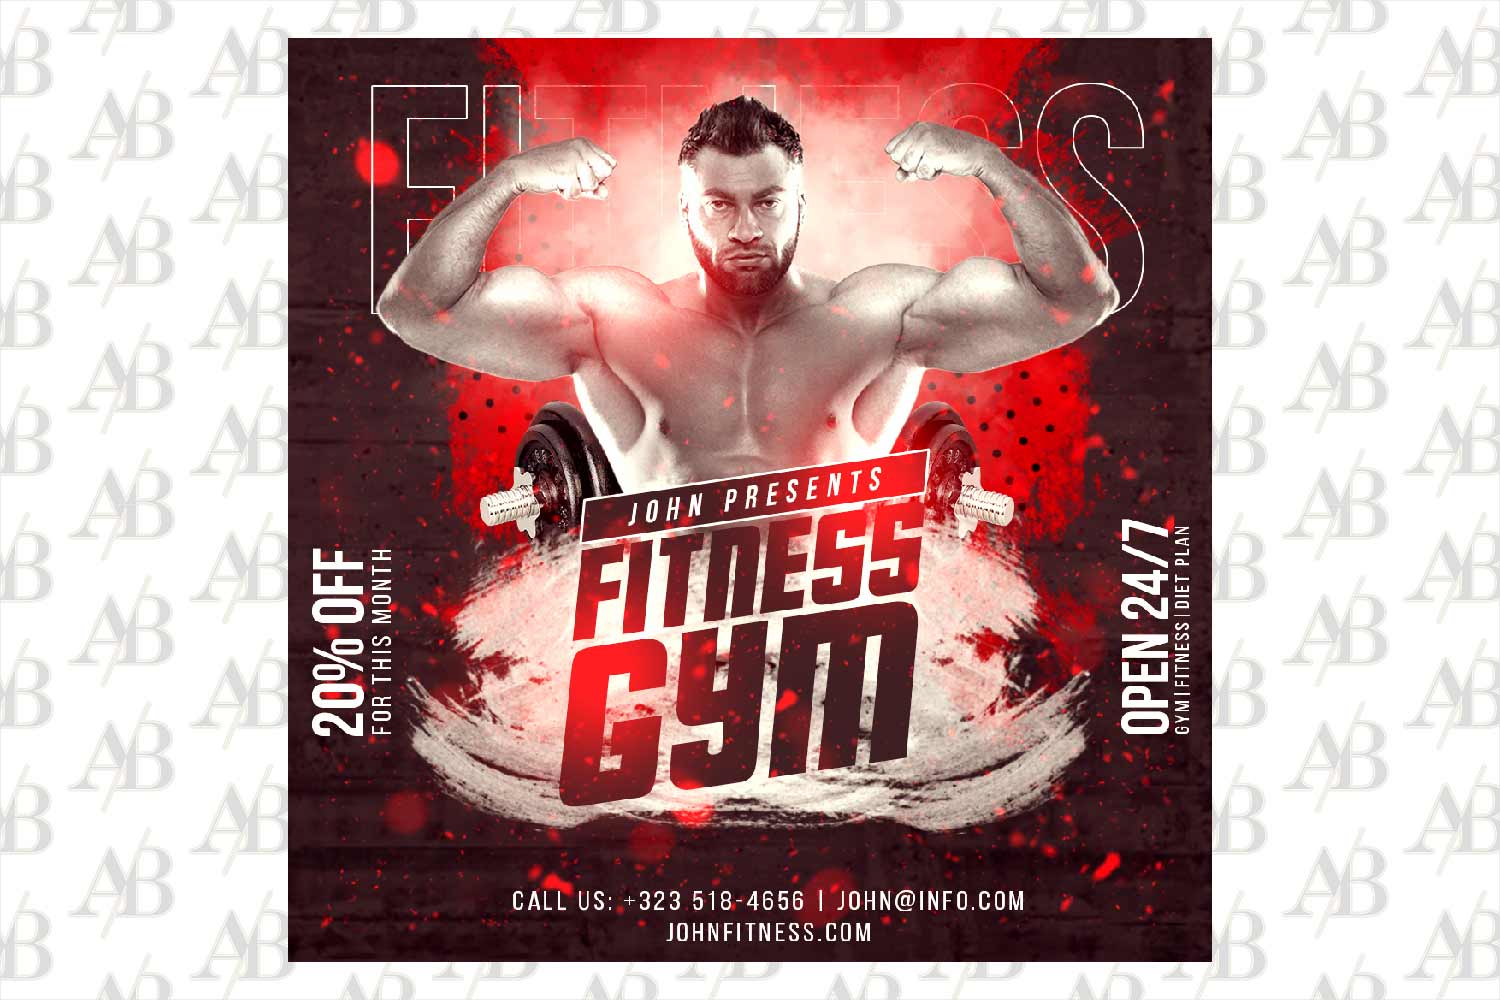 FITNESS
JOHN PRESENTS
FITNESS
GYM
20% OFF
FOR THIS MONTH
OPEN 24/7
GYM | FITNESS | DIET PLAN
CALL US: +323 518-4656 | JOHN@INFO.COM
JOHNFITNESS.COM
A/B